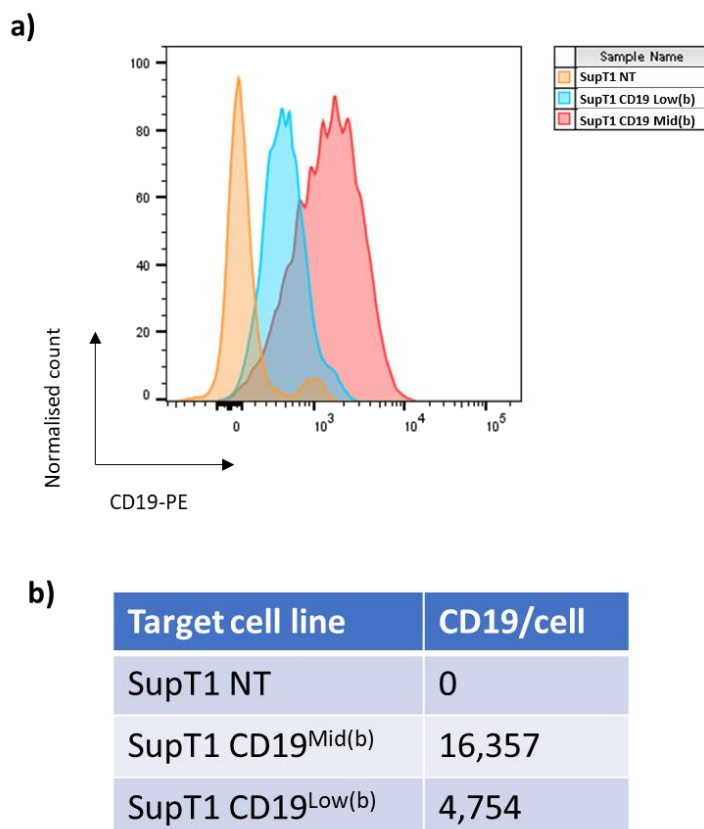 a)
Sample Name
SupT1 NT
SupT1 CD19 Low(b)
SupT1 CD19 Mid(b)
100
80
60
40
20
0
0 10³ 10⁴ 10⁵
Normalised count
CD19-PE
b)
Target cell line CD19/cell
SupT1 NT 0
SupT1 CD19Mid(b) 16,357
SupT1 CD19Low(b) 4,754